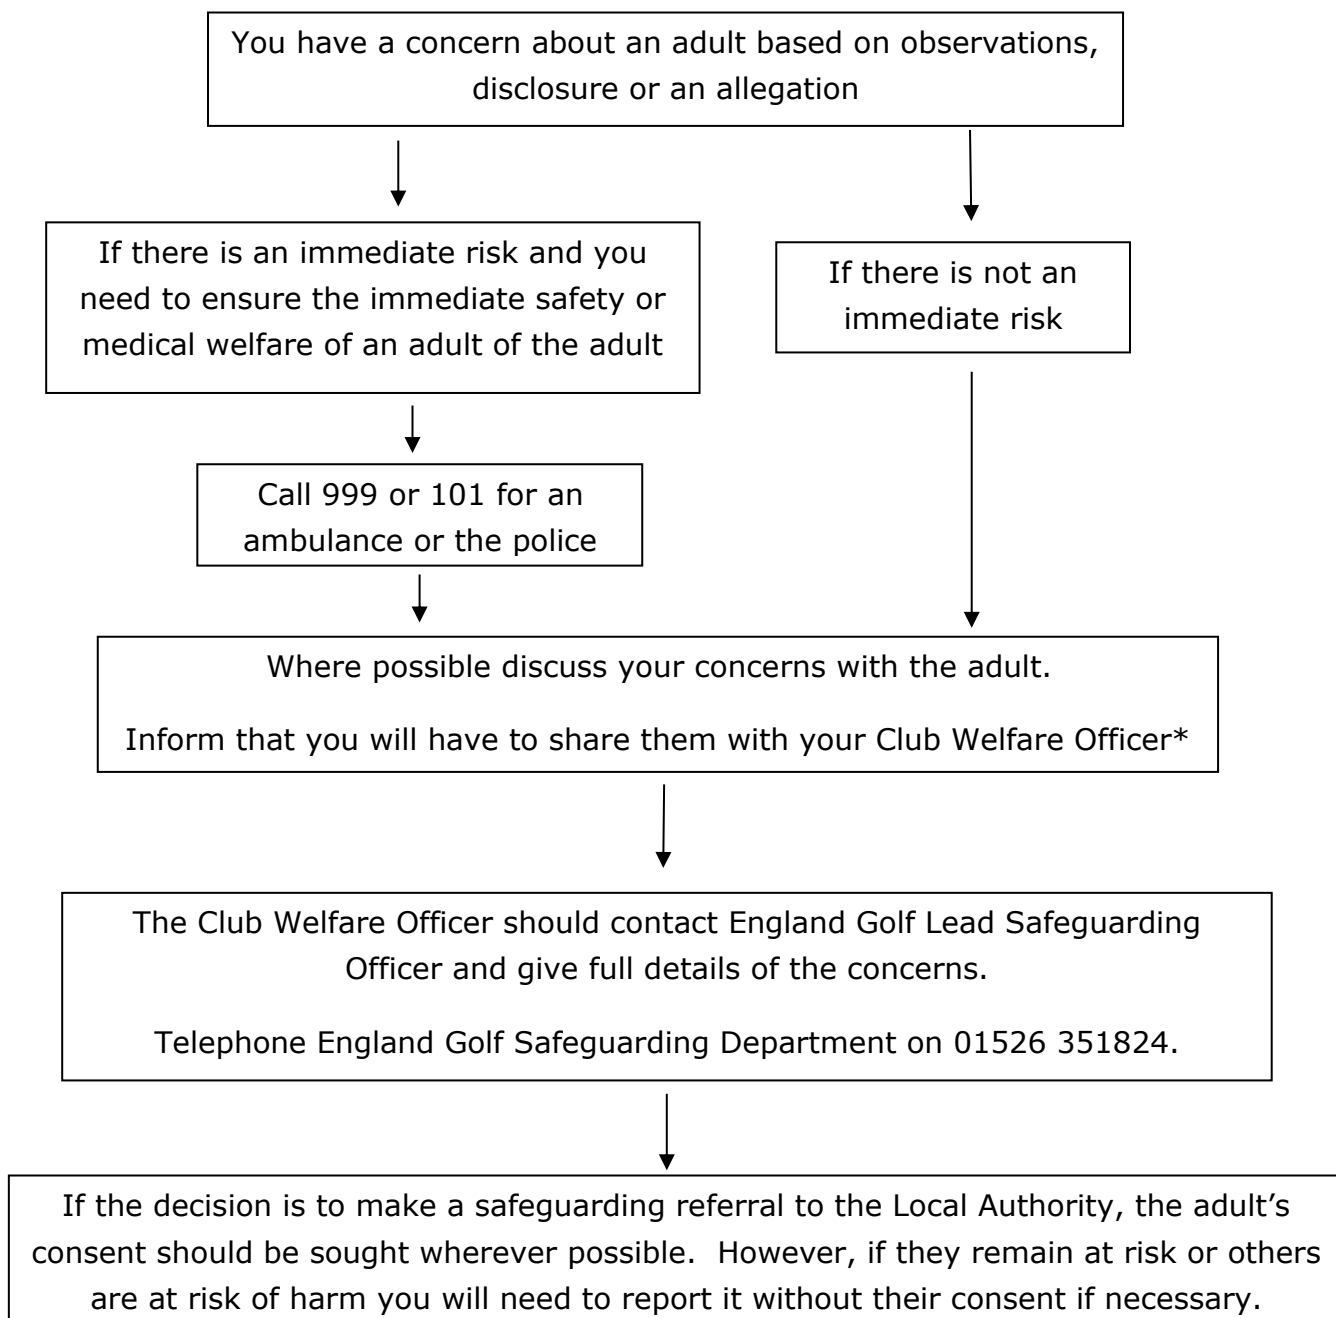 You have a concern about an adult based on observations,
disclosure or an allegation
If there is an immediate risk and you
need to ensure the immediate safety or
medical welfare of an adult of the adult
If there is not an
immediate risk
Call 999 or 101 for an
ambulance or the police
Where possible discuss your concerns with the adult.
Inform that you will have to share them with your Club Welfare Officer*
The Club Welfare Officer should contact England Golf Lead Safeguarding
Officer and give full details of the concerns.
Telephone England Golf Safeguarding Department on 01526 351824.
If the decision is to make a safeguarding referral to the Local Authority, the adult’s
consent should be sought wherever possible.  However, if they remain at risk or others
are at risk of harm you will need to report it without their consent if necessary.